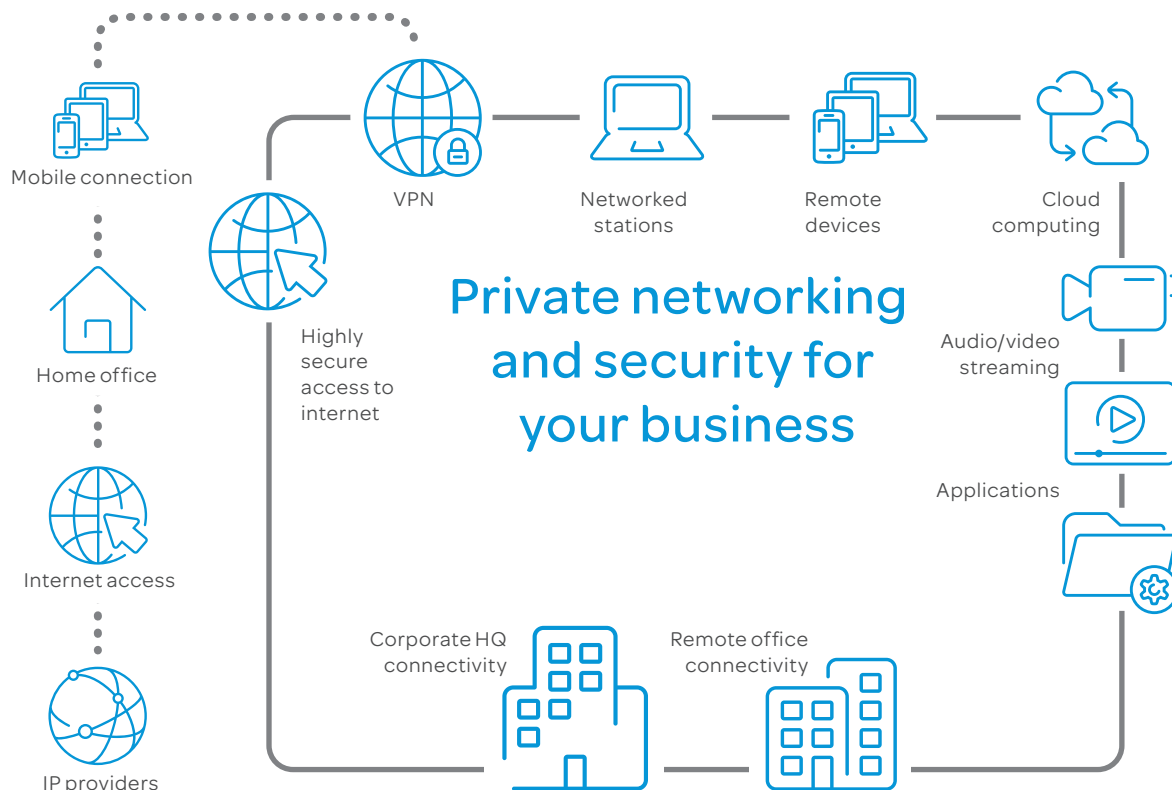 Mobile connection
VPN
Networked
stations
Remote
devices
Cloud
computing
Home office
Highly
secure
access to
internet
Private networking
and security for
your business
Audio/video
streaming
Applications
Internet access
Corporate HQ
connectivity
Remote office
connectivity
IP providers